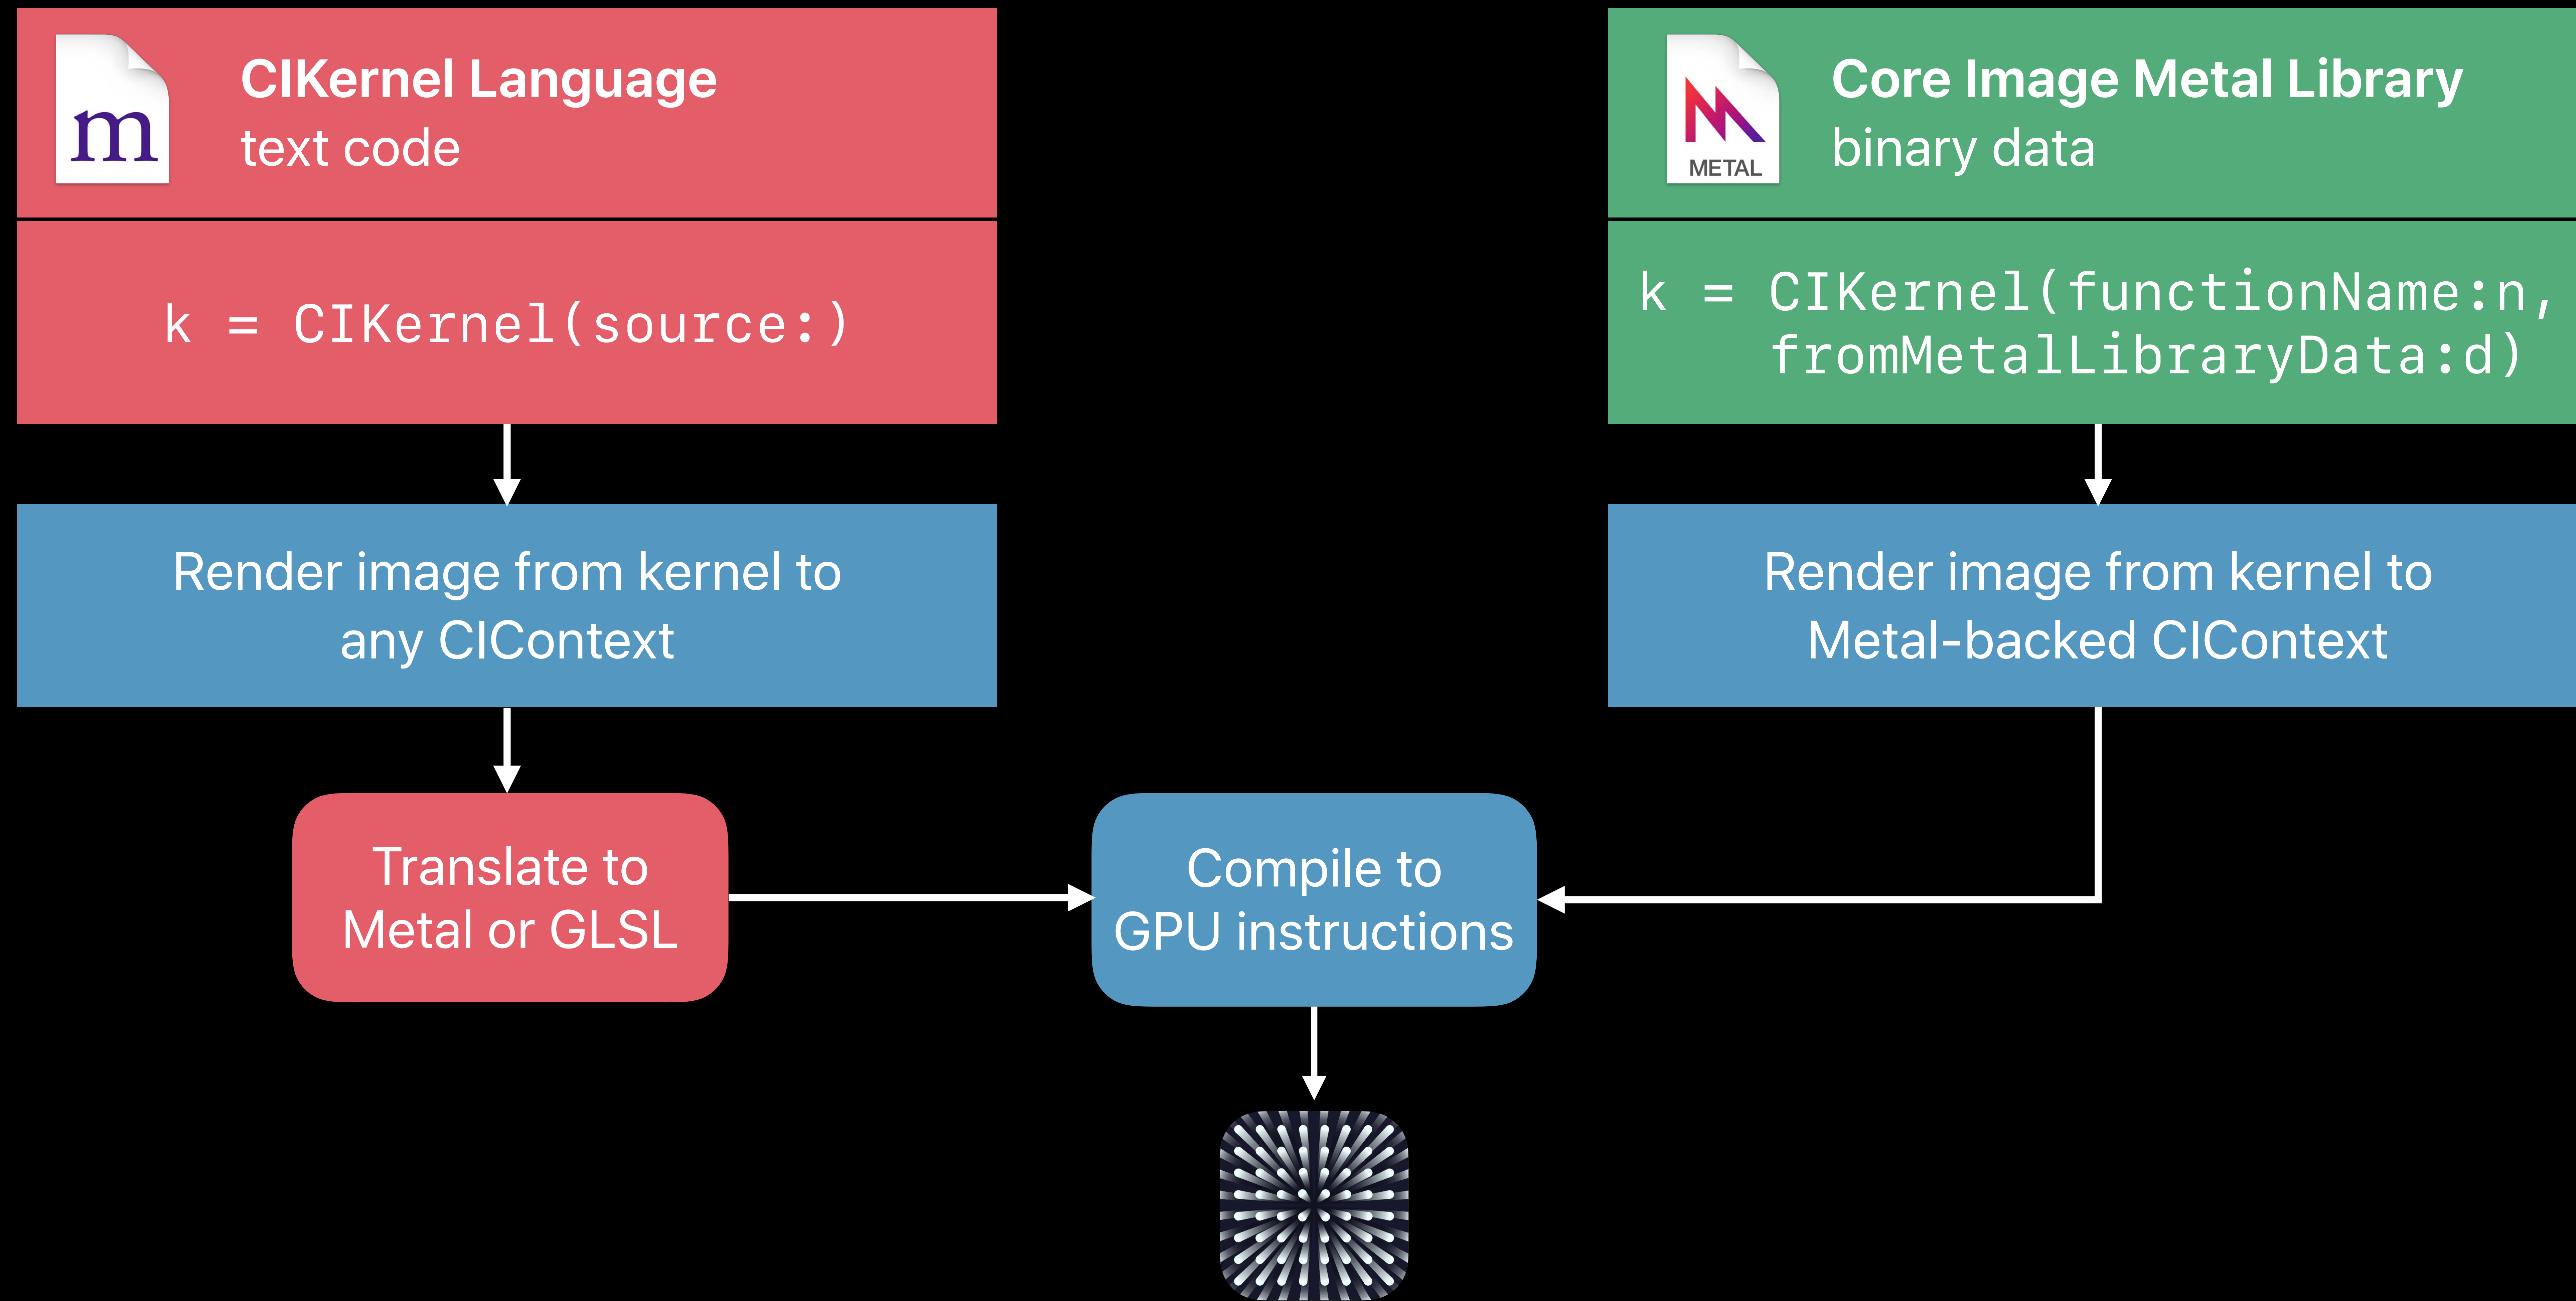 m
CIKernel Language
text code
k = CIKernel(source:)
Render image from kernel to
any CIContext
Translate to
Metal or GLSL
METAL
Core Image Metal Library
binary data
k = CIKernel(functionName:n,
fromMetalLibraryData:d)
Render image from kernel to
Metal-backed CIContext
Compile to
GPU instructions